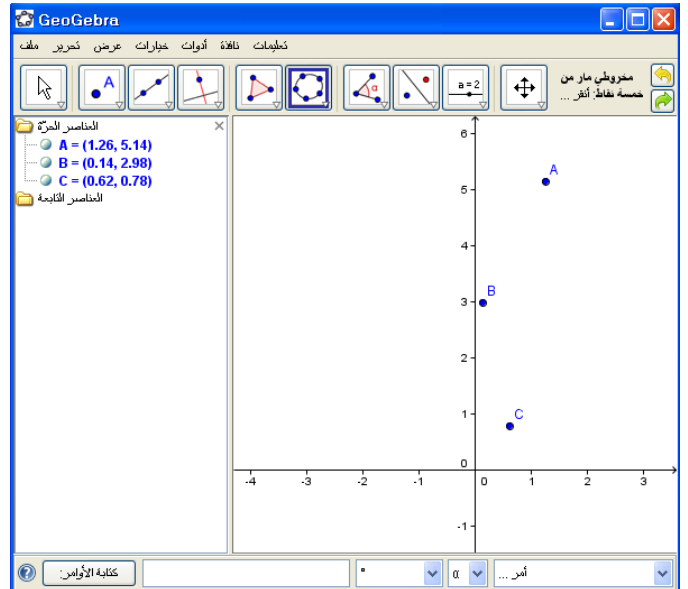 GeoGebra
ملف تحرير عرض خيارات أدوات نافذة تعليمات
A
α
a = 2
مخروطي مار من
خمسة نقاط: أنقر ...
العناصر الحرّة
A = (1.26, 5.14)
B = (0.14, 2.98)
C = (0.62, 0.78)
العناصر التابعة
6
5
4
3
2
1
0
-1
-4 -3 -2 -1 0 1 2 3
A
B
C
كتابة الأوامر:
°
α
أمر ...